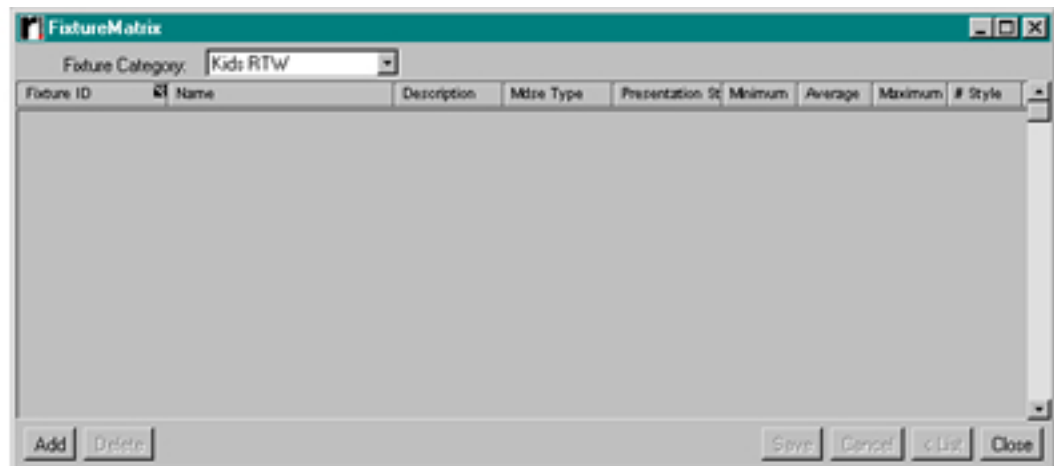 FixtureMatrix
Fixture Category: Kids RTW
Fixture ID Name Description Mdse Type Presentation St Minimum Average Maximum # Style
Add Delete Save Cancel < List Close